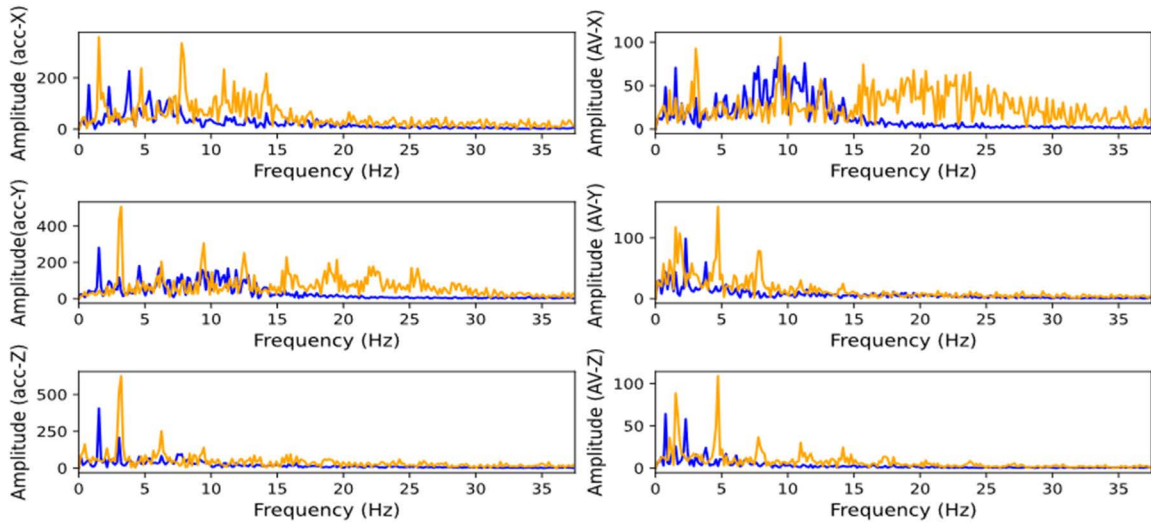 Amplitude (acc-X)
200
0
0 5 10 15 20 25 30 35
Frequency (Hz)
Amplitude (AV-X)
100
50
0
0 5 10 15 20 25 30 35
Frequency (Hz)
Amplitude(acc-Y)
400
200
0
0 5 10 15 20 25 30 35
Frequency (Hz)
Amplitude (AV-Y)
100
0
0 5 10 15 20 25 30 35
Frequency (Hz)
Amplitude (acc-Z)
500
250
0
0 5 10 15 20 25 30 35
Frequency (Hz)
Amplitude (AV-Z)
100
50
0
0 5 10 15 20 25 30 35
Frequency (Hz)